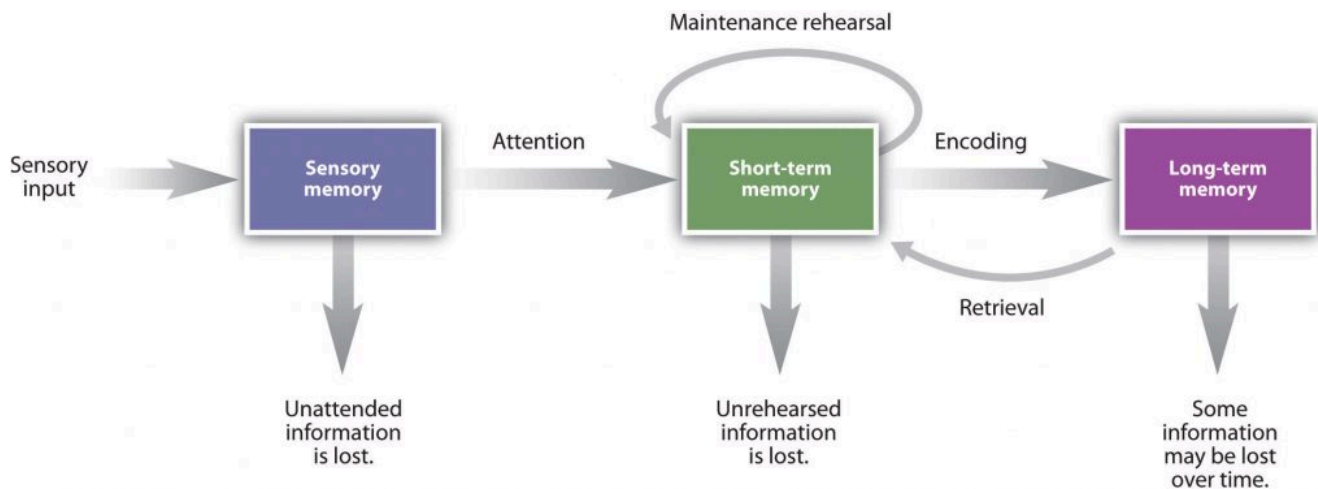 Maintenance rehearsal
Sensory
input
Sensory
memory
Attention
Short-term
memory
Encoding
Long-term
memory
Retrieval
Unattended
information
is lost.
Unrehearsed
information
is lost.
Some
information
may be lost
over time.